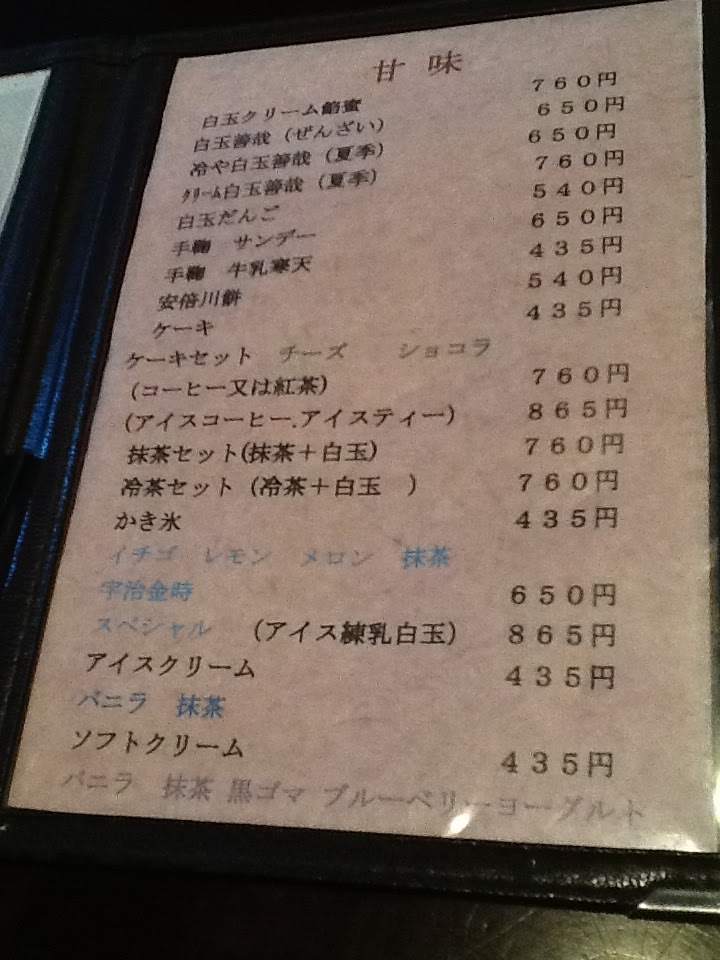 甘味
白玉クリーム餡蜜 760円
白玉善哉(ぜんざい) 650円
冷や白玉善哉(夏季) 650円
クリーム白玉善哉(夏季) 760円
白玉だんご 540円
手鞠 サンデー 650円
手鞠 牛乳寒天 435円
安倍川餅 540円
ケーキ 435円
ケーキセット チーズ ショコラ
(コーヒー又は紅茶) 760円
(アイスコーヒー.アイスティー) 865円
抹茶セット(抹茶+白玉) 760円
冷茶セット(冷茶+白玉 ) 760円
かき氷 435円
イチゴ レモン メロン 抹茶
宇治金時 650円
スペシャル (アイス練乳白玉) 865円
アイスクリーム 435円
バニラ 抹茶
ソフトクリーム 435円
バニラ 抹茶 黒ゴマ ブルーベリーヨーグルト